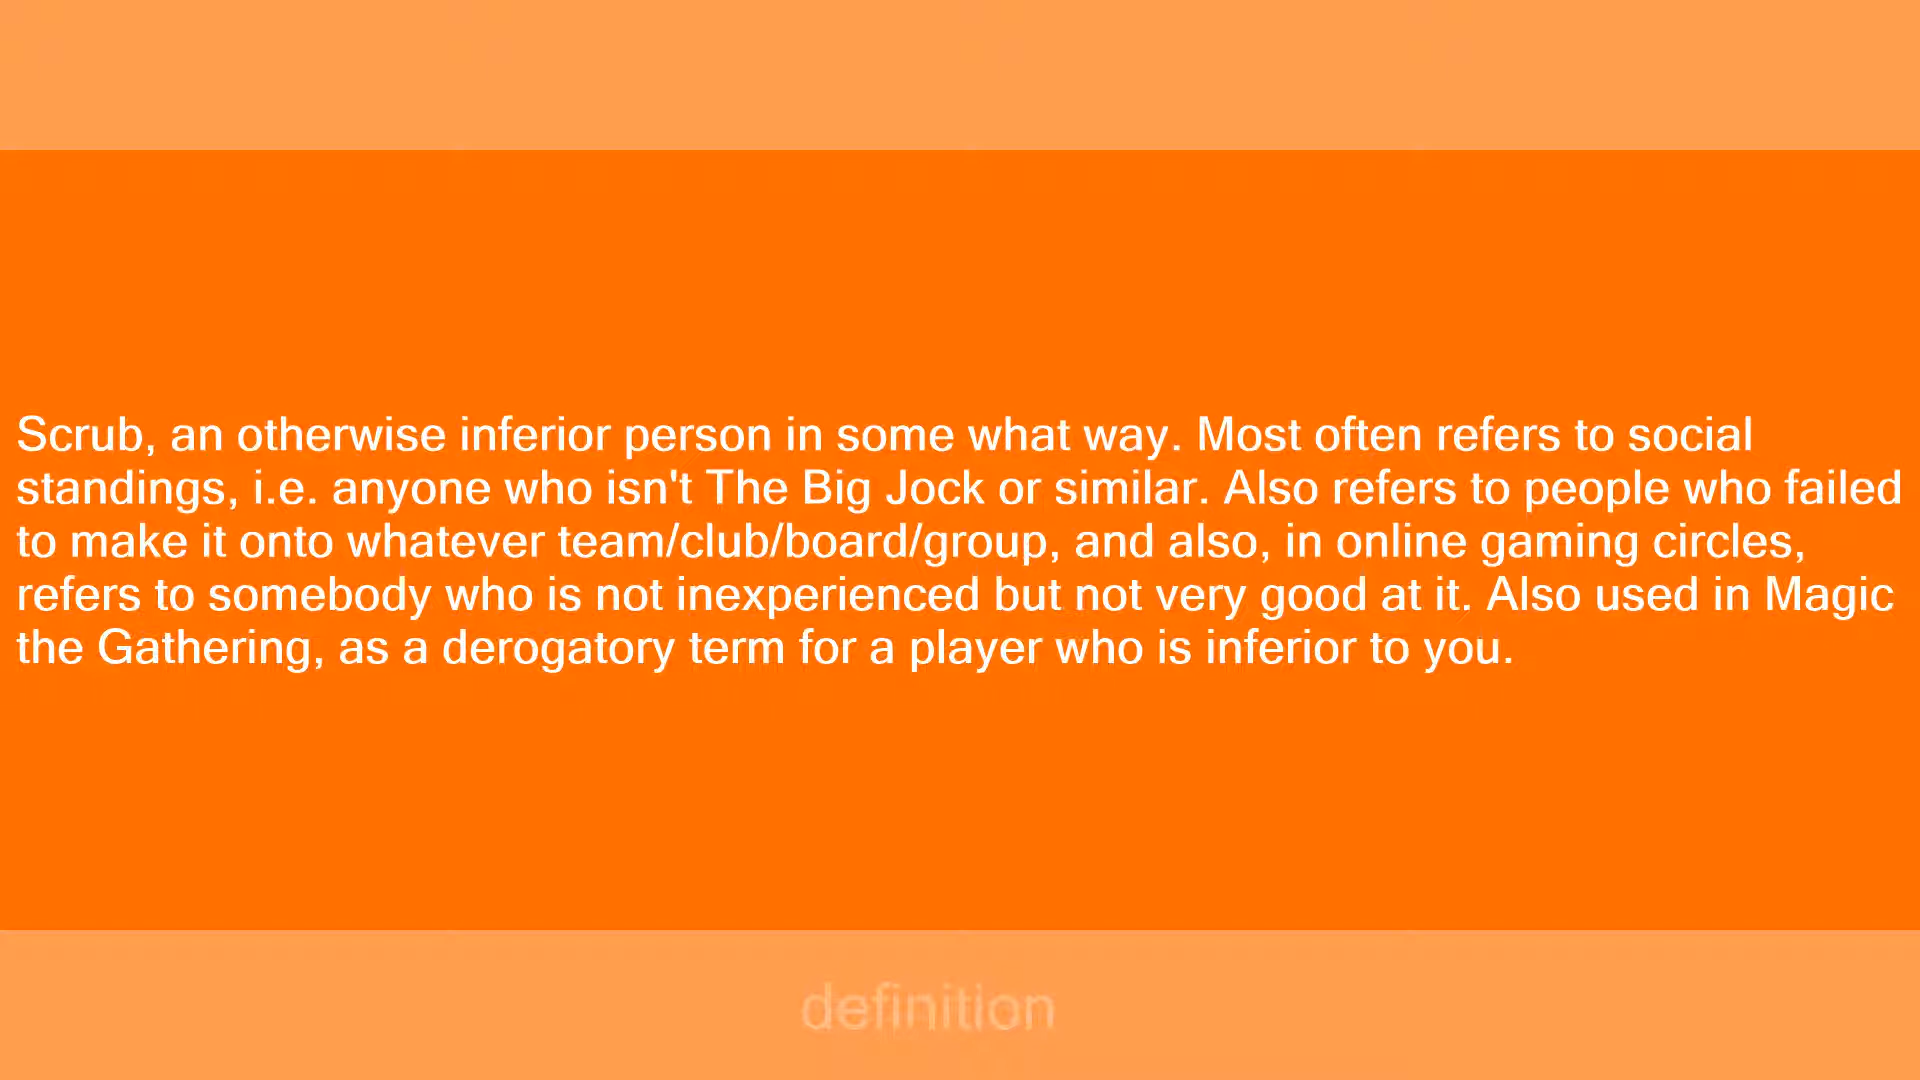 Scrub, an otherwise inferior person in some what way. Most often refers to social
standings, i.e. anyone who isn't The Big Jock or similar. Also refers to people who failed
to make it onto whatever team/club/board/group, and also, in online gaming circles,
refers to somebody who is not inexperienced but not very good at it. Also used in Magic
the Gathering, as a derogatory term for a player who is inferior to you.
definition